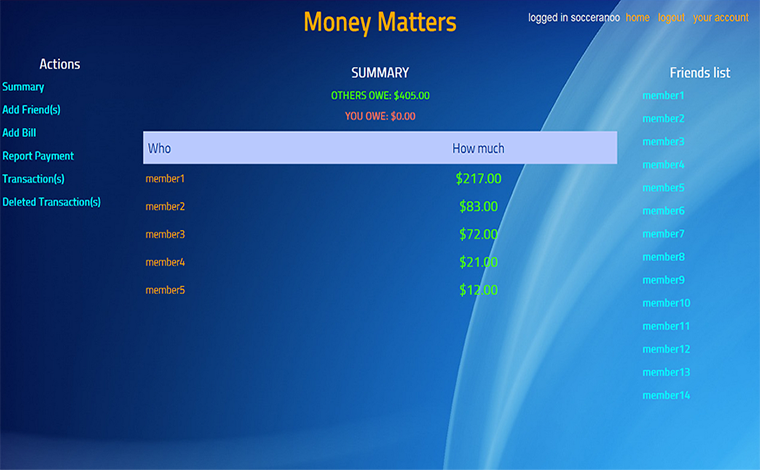 Money Matters
logged in socceranoo home logout your account
Actions
Summary
Add Friend(s)
Add Bill
Report Payment
Transaction(s)
Deleted Transaction(s)
SUMMARY
OTHERS OWE: $405.00
YOU OWE: $0.00
Who How much
member1 $217.00
member2 $83.00
member3 $72.00
member4 $21.00
member5 $12.00
Friends list
member1
member2
member3
member4
member5
member6
member7
member8
member9
member10
member11
member12
member13
member14